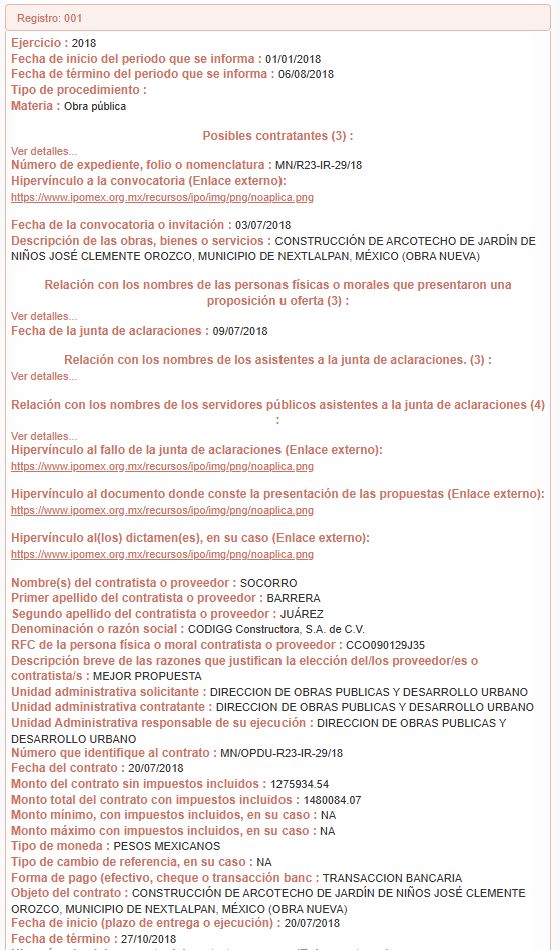 Registro: 001
Ejercicio : 2018
Fecha de inicio del periodo que se informa : 01/01/2018
Fecha de término del periodo que se informa : 06/08/2018
Tipo de procedimiento :
Materia : Obra pública
Posibles contratantes (3) :
Ver detalles...
Número de expediente, folio o nomenclatura : MN/R23-IR-29/18
Hipervínculo a la convocatoria (Enlace externo):
https://www.ipomex.org.mx/recursos/ipo/img/png/noaplica.png
Fecha de la convocatoria o invitación : 03/07/2018
Descripción de las obras, bienes o servicios : CONSTRUCCIÓN DE ARCOTECHO DE JARDÍN DE
NIÑOS JOSÉ CLEMENTE OROZCO, MUNICIPIO DE NEXTLALPAN, MÉXICO (OBRA NUEVA)
Relación con los nombres de las personas físicas o morales que presentaron una
proposición u oferta (3) :
Ver detalles...
Fecha de la junta de aclaraciones : 09/07/2018
Relación con los nombres de los asistentes a la junta de aclaraciones. (3) :
Ver detalles...
Relación con los nombres de los servidores públicos asistentes a la junta de aclaraciones (4)
:
Ver detalles...
Hipervínculo al fallo de la junta de aclaraciones (Enlace externo):
https://www.ipomex.org.mx/recursos/ipo/img/png/noaplica.png
Hipervínculo al documento donde conste la presentación de las propuestas (Enlace externo):
https://www.ipomex.org.mx/recursos/ipo/img/png/noaplica.png
Hipervínculo al(los) dictamen(es), en su caso (Enlace externo):
https://www.ipomex.org.mx/recursos/ipo/img/png/noaplica.png
Nombre(s) del contratista o proveedor : SOCORRO
Primer apellido del contratista o proveedor : BARRERA
Segundo apellido del contratista o proveedor : JUÁREZ
Denominación o razón social : CODIGG Constructora, S.A. de C.V.
RFC de la persona física o moral contratista o proveedor : CCO090129J35
Descripción breve de las razones que justifican la elección del/los proveedor/es o
contratista/s : MEJOR PROPUESTA
Unidad administrativa solicitante : DIRECCION DE OBRAS PUBLICAS Y DESARROLLO URBANO
Unidad administrativa contratante : DIRECCION DE OBRAS PUBLICAS Y DESARROLLO URBANO
Unidad Administrativa responsable de su ejecución : DIRECCION DE OBRAS PUBLICAS Y
DESARROLLO URBANO
Número que identifique al contrato : MN/OPDU-R23-IR-29/18
Fecha del contrato : 20/07/2018
Monto del contrato sin impuestos incluidos : 1275934.54
Monto total del contrato con impuestos incluidos : 1480084.07
Monto mínimo, con impuestos incluidos, en su caso : NA
Monto máximo con impuestos incluidos, en su caso : NA
Tipo de moneda : PESOS MEXICANOS
Tipo de cambio de referencia, en su caso : NA
Forma de pago (efectivo, cheque o transacción banc : TRANSACCION BANCARIA
Objeto del contrato : CONSTRUCCIÓN DE ARCOTECHO DE JARDÍN DE NIÑOS JOSÉ CLEMENTE
OROZCO, MUNICIPIO DE NEXTLALPAN, MÉXICO (OBRA NUEVA)
Fecha de inicio (plazo de entrega o ejecución) : 20/07/2018
Fecha de término : 27/10/2018